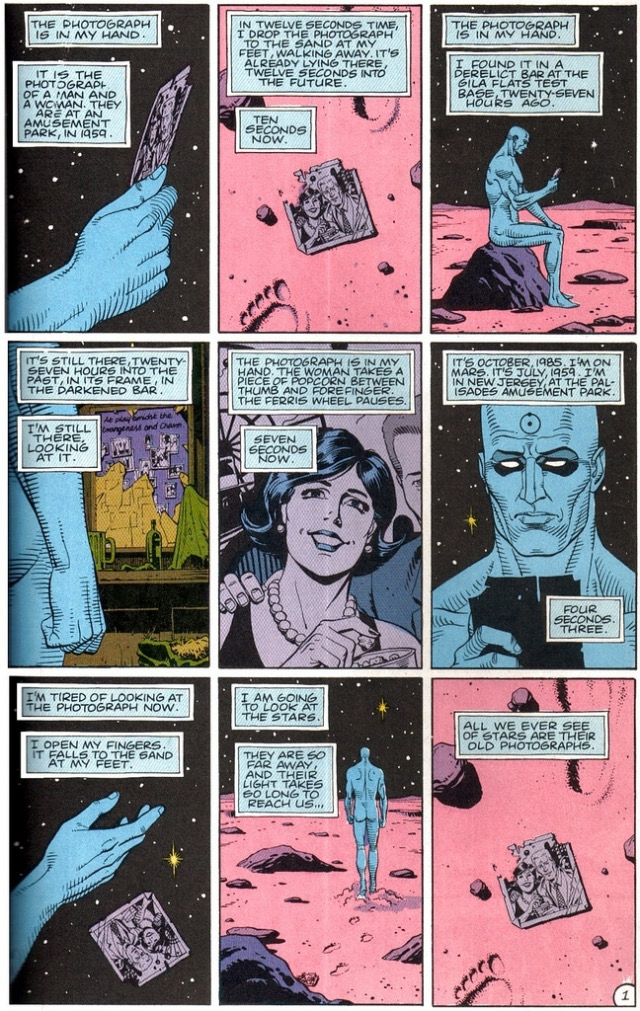 THE PHOTOGRAPH
IS IN MY HAND.
IT IS THE
PHOTOGRAPH
OF A MAN AND
A WOMAN. THEY
ARE AT AN
AMUSEMENT
PARK, IN 1959.
IN TWELVE SECONDS TIME,
I DROP THE PHOTOGRAPH
TO THE SAND AT MY
FEET, WALKING AWAY. IT'S
ALREADY LYING THERE,
TWELVE SECONDS INTO
THE FUTURE.
TEN
SECONDS
NOW.
THE PHOTOGRAPH
IS IN MY HAND.
I FOUND IT IN A
DERELICT BAR AT THE
GILA FLATS TEST
BASE, TWENTY-SEVEN
HOURS AGO.
IT'S STILL THERE, TWENTY-
SEVEN HOURS INTO THE
PAST, IN ITS FRAME, IN
THE DARKENED BAR.
I'M STILL
THERE,
LOOKING
AT IT.
At play amidst the
Strangeness and Charm
THE PHOTOGRAPH IS IN MY
HAND. THE WOMAN TAKES A
PIECE OF POPCORN BETWEEN
THUMB AND FOREFINGER.
THE FERRIS WHEEL PAUSES.
SEVEN
SECONDS
NOW.
IT'S OCTOBER, 1985. I'M ON
MARS. IT'S JULY, 1959. I'M
IN NEW JERSEY, AT THE PAL-
ISADES AMUSEMENT PARK.
FOUR
SECONDS.
THREE.
I'M TIRED OF LOOKING AT
THE PHOTOGRAPH NOW.
I OPEN MY FINGERS.
IT FALLS TO THE SAND
AT MY FEET.
I AM GOING
TO LOOK AT
THE STARS.
THEY ARE SO
FAR AWAY,
AND THEIR
LIGHT TAKES
SO LONG TO
REACH US...
ALL WE EVER SEE
OF STARS ARE THEIR
OLD PHOTOGRAPHS.
1